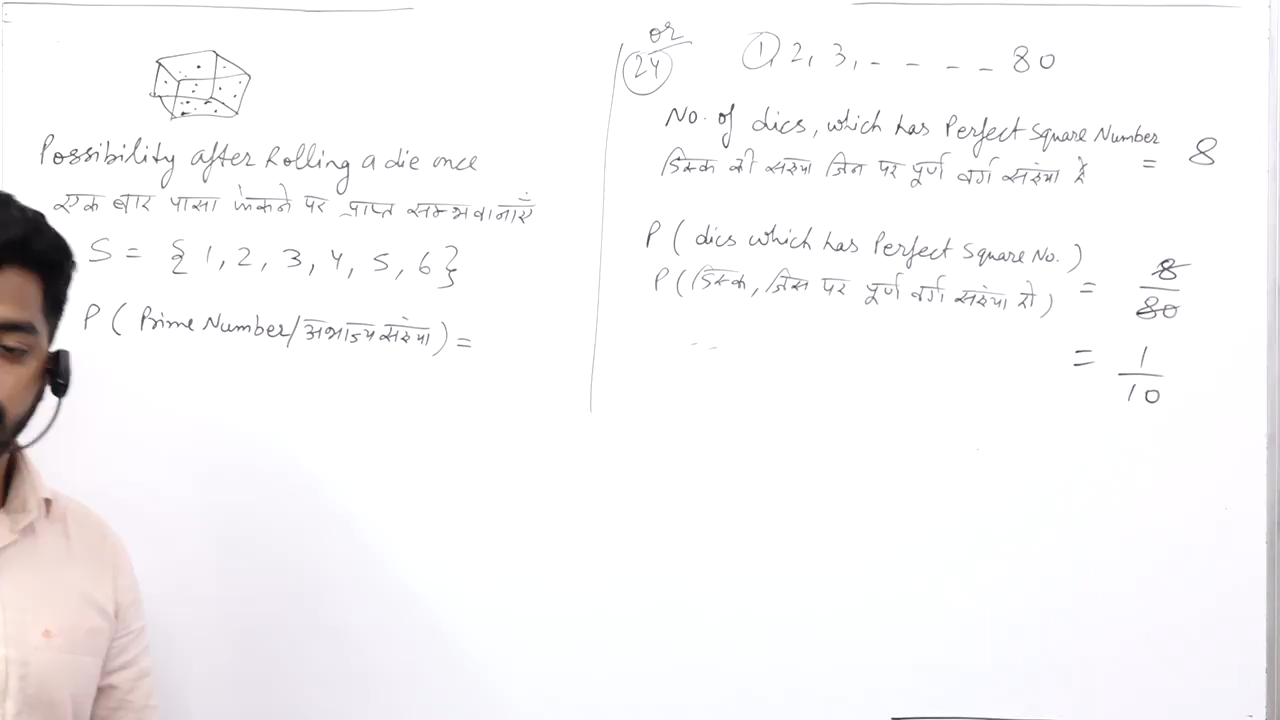 Possibility after Rolling a die once
एक बार पासा फेंकने पर प्राप्त सम्भवानाएं
S = { 1, 2, 3, 4, 5, 6 }
P ( Prime Number/अभाज्य संख्या ) =
or
24
1, 2, 3, - - - - 80
No. of dics, which has Perfect Square Number
डिस्क की संख्या जिन पर पूर्ण वर्ग संख्या है
= 8
P ( dics which has Perfect Square No. )
P ( डिस्क, जिस पर पूर्ण वर्ग संख्या हो ) = 8/80
= 1/10